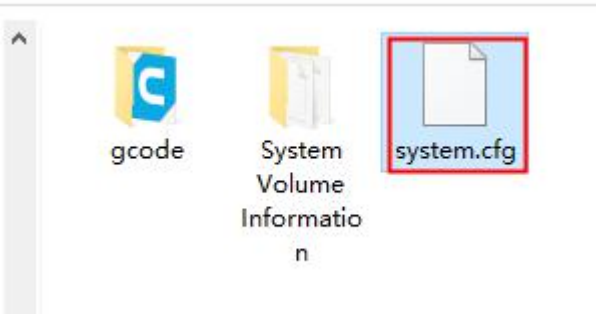 gcode
System
Volume
Informatio
n
system.cfg